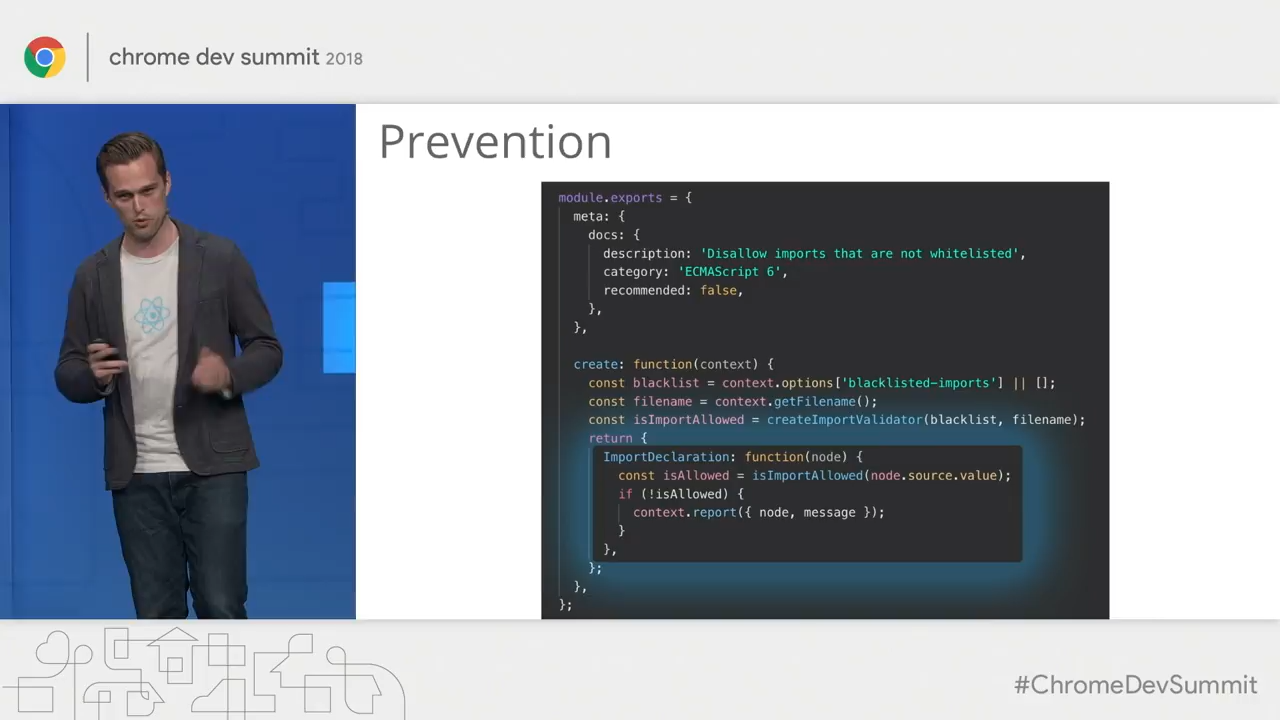 chrome dev summit 2018
Prevention
module.exports = {
meta: {
docs: {
description: 'Disallow imports that are not whitelisted',
category: 'ECMAScript 6',
recommended: false,
},
},
create: function(context) {
const blacklist = context.options['blacklisted-imports'] || [];
const filename = context.getFilename();
const isImportAllowed = createImportValidator(blacklist, filename);
return {
ImportDeclaration: function(node) {
const isAllowed = isImportAllowed(node.source.value);
if (!isAllowed) {
context.report({ node, message });
}
},
};
},
};
#ChromeDevSummit